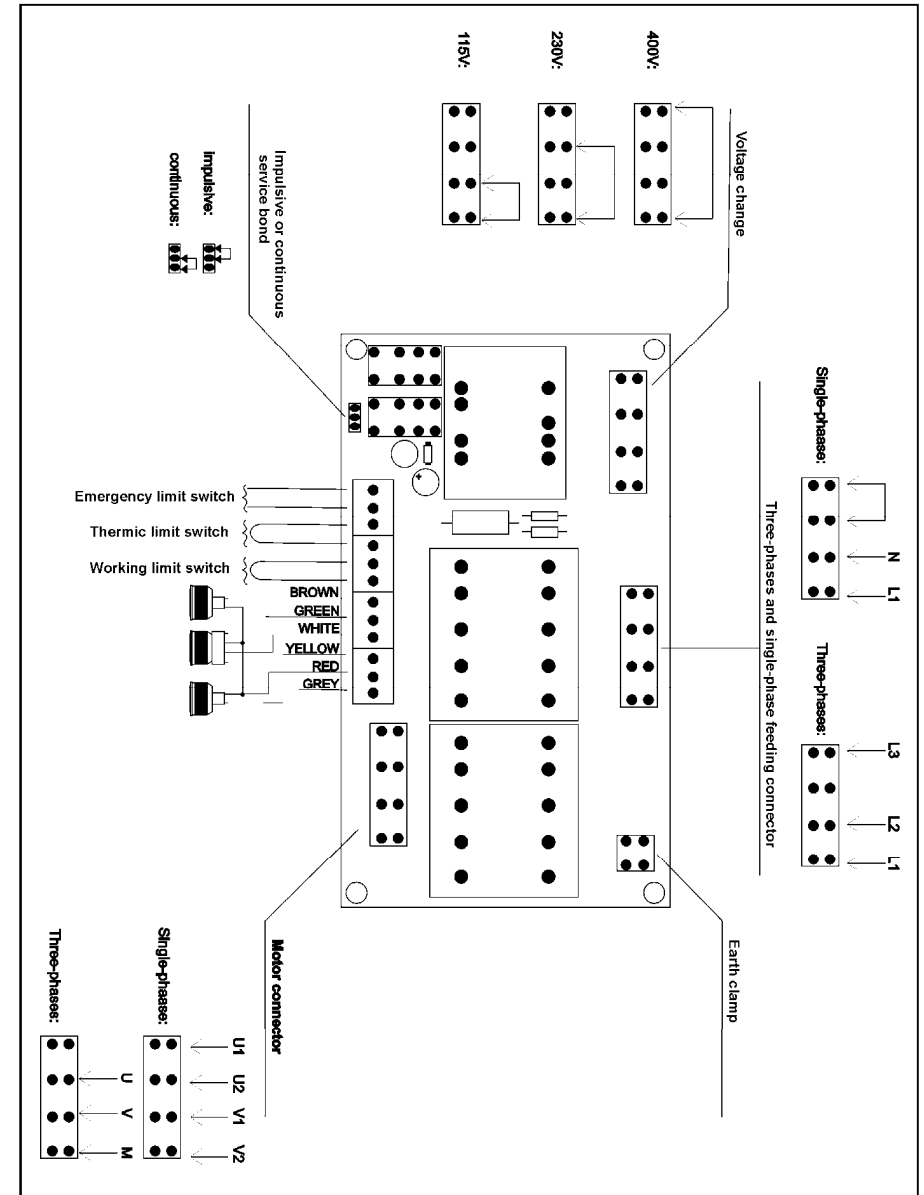 115V:
230V:
400V:
Voltage change
Impulsive or continuous
service bond
impulsive:
continuous:
Single-phaase:
N
L1
Three-phases and single-phase feeding connector
Three-phases:
L3
L2
L1
Emergency limit switch
Thermic limit switch
Working limit switch
BROWN
GREEN
WHITE
YELLOW
RED
GREY
+
Earth clamp
Motor connector
Single-phaase:
U1
U2
V1
V2
Three-phases:
U
V
M